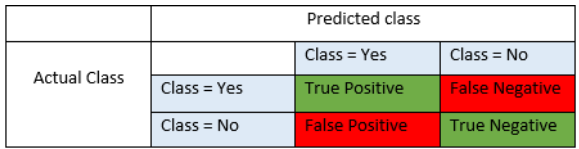 Predicted class
Actual Class
Class = Yes Class = No
Class = Yes True Positive False Negative
Class = No False Positive True Negative